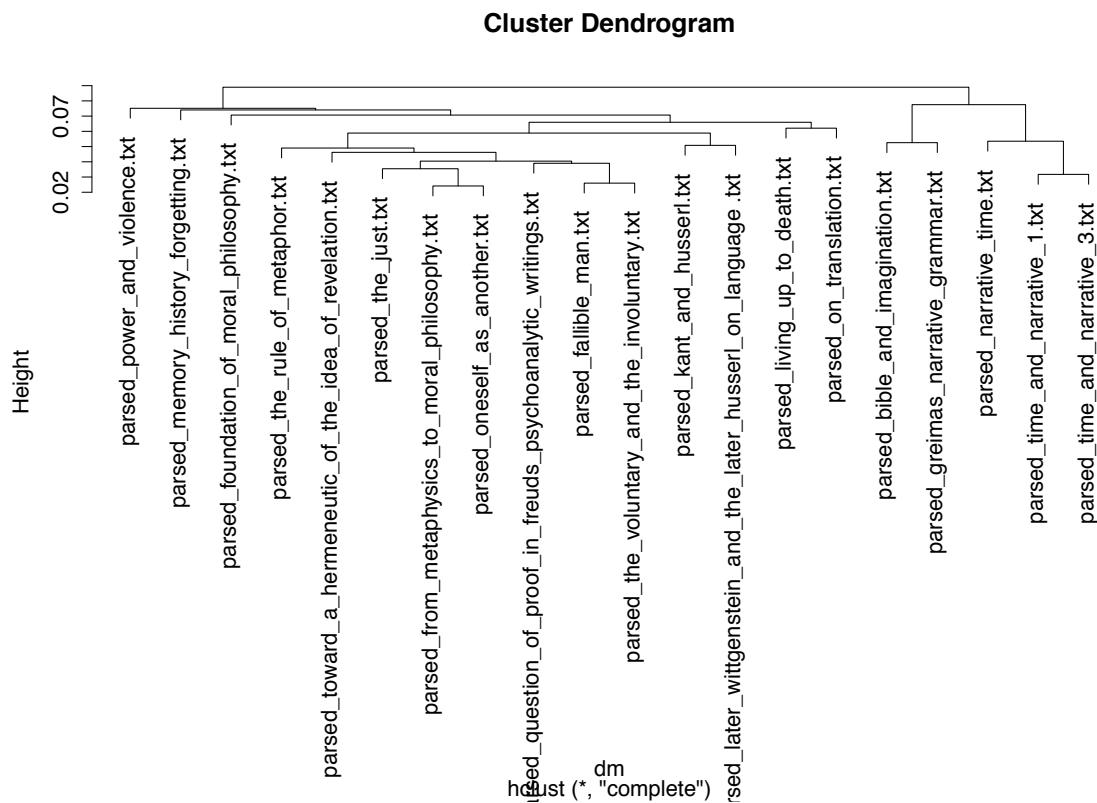 Cluster Dendrogram
Height
0.02
0.07
parsed_power_and_violence.txt
parsed_memory_history_forgetting.txt
parsed_foundation_of_moral_philosophy.txt
parsed_the_rule_of_metaphor.txt
parsed_toward_a_hermeneutic_of_the_idea_of_revelation.txt
parsed_the_just.txt
parsed_from_metaphysics_to_moral_philosophy.txt
parsed_oneself_as_another.txt
arsed_question_of_proof_in_freuds_psychoanalytic_writings.txt
parsed_fallible_man.txt
parsed_the_voluntary_and_the_involuntary.txt
parsed_kant_and_husserl.txt
rsed_later_wittgenstein_and_the_later_husserl_on_language .txt
parsed_living_up_to_death.txt
parsed_on_translation.txt
parsed_bible_and_imagination.txt
parsed_greimas_narrative_grammar.txt
parsed_narrative_time.txt
parsed_time_and_narrative_1.txt
parsed_time_and_narrative_3.txt
dm
hclust (*, "complete")